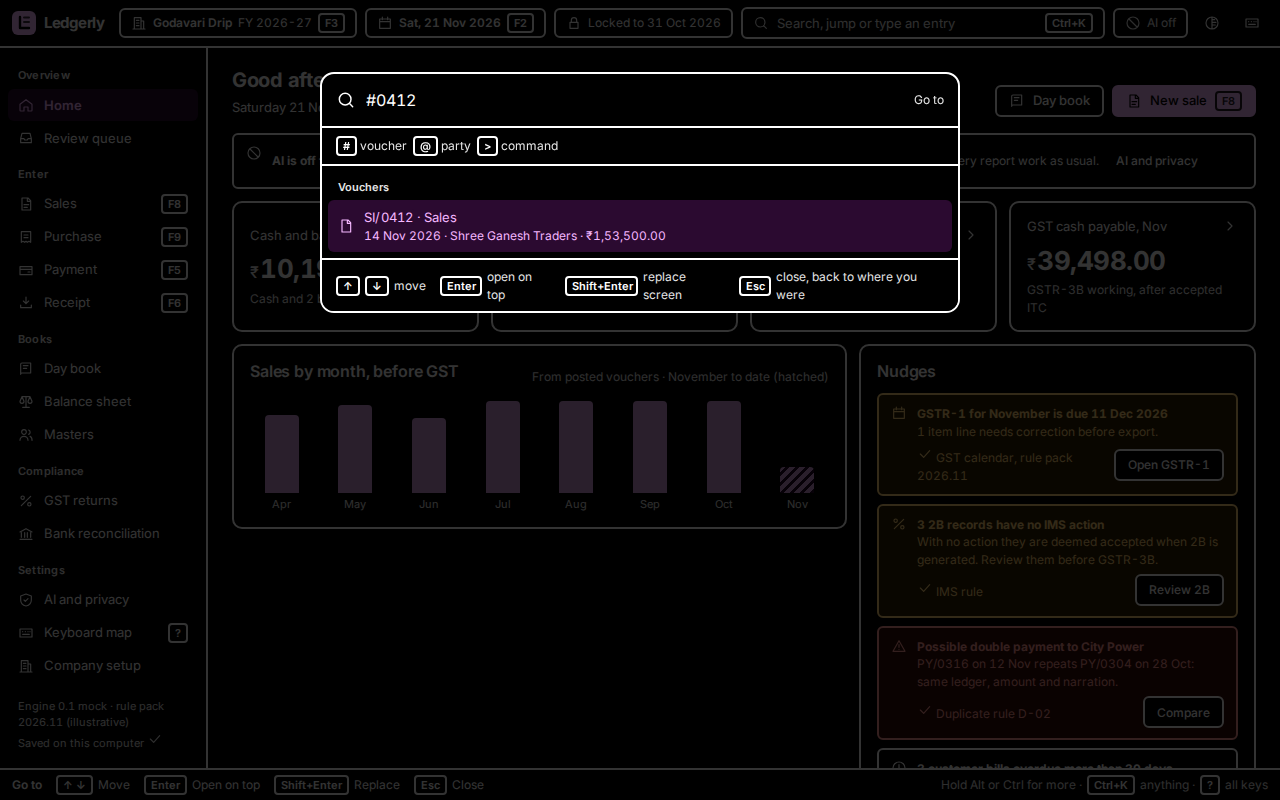 Ledgerly
Godavari Drip FY 2026-27 F3
Sat, 21 Nov 2026 F2
Locked to 31 Oct 2026
Search, jump or type an entry Ctrl+K
AI off
Overview
Home
Review queue
Enter
Sales F8
Purchase F9
Payment F5
Receipt F6
Books
Day book
Balance sheet
Masters
Compliance
GST returns
Bank reconciliation
Settings
AI and privacy
Keyboard map ?
Company setup
Engine 0.1 mock · rule pack
2026.11 (illustrative)
Saved on this computer
Good
Saturday 21
Day book
New sale F8
AI is off
report work as usual. AI and privacy
#0412 Go to
# voucher @ party > command
Vouchers
SI/0412 · Sales
14 Nov 2026 · Shree Ganesh Traders · ₹1,53,500.00
↑ ↓ move Enter open on top Shift+Enter replace screen Esc close, back to where you were
Cash and
Cash and 2
GST cash payable, Nov
₹39,498.00
GSTR-3B working, after accepted
ITC
Sales by month, before GST
From posted vouchers · November to date (hatched)
Apr May Jun Jul Aug Sep Oct Nov
Nudges
GSTR-1 for November is due 11 Dec 2026
1 item line needs correction before export.
GST calendar, rule pack
2026.11
Open GSTR-1
3 2B records have no IMS action
With no action they are deemed accepted when 2B is
generated. Review them before GSTR-3B.
IMS rule
Review 2B
Possible double payment to City Power
PY/0316 on 12 Nov repeats PY/0304 on 28 Oct:
same ledger, amount and narration.
Duplicate rule D-02
Compare
Go to ↑ ↓ Move Enter Open on top Shift+Enter Replace Esc Close
Hold Alt or Ctrl for more · Ctrl+K anything · ? all keys